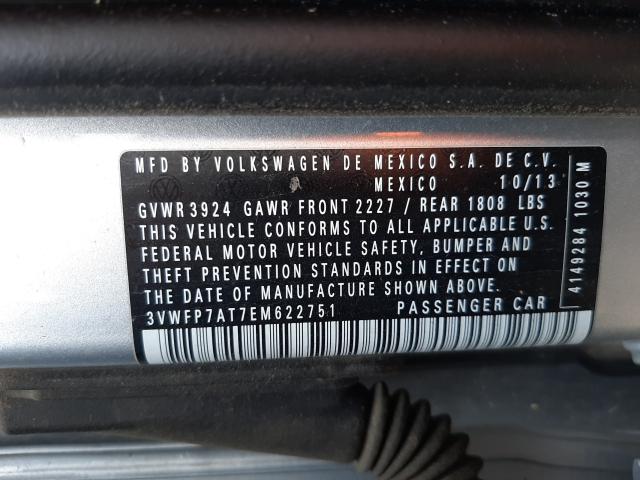 MFD BY VOLKSWAGEN DE MEXICO S.A. DE C.V.
MEXICO 10/13
GVWR 3924 GAWR FRONT 2227 / REAR 1808 LBS
THIS VEHICLE CONFORMS TO ALL APPLICABLE U.S.
FEDERAL MOTOR VEHICLE SAFETY, BUMPER AND
THEFT PREVENTION STANDARDS IN EFFECT ON
THE DATE OF MANUFACTURE SHOWN ABOVE.
3VWFP7AT7EM622751 PASSENGER CAR
4149284 1030 M